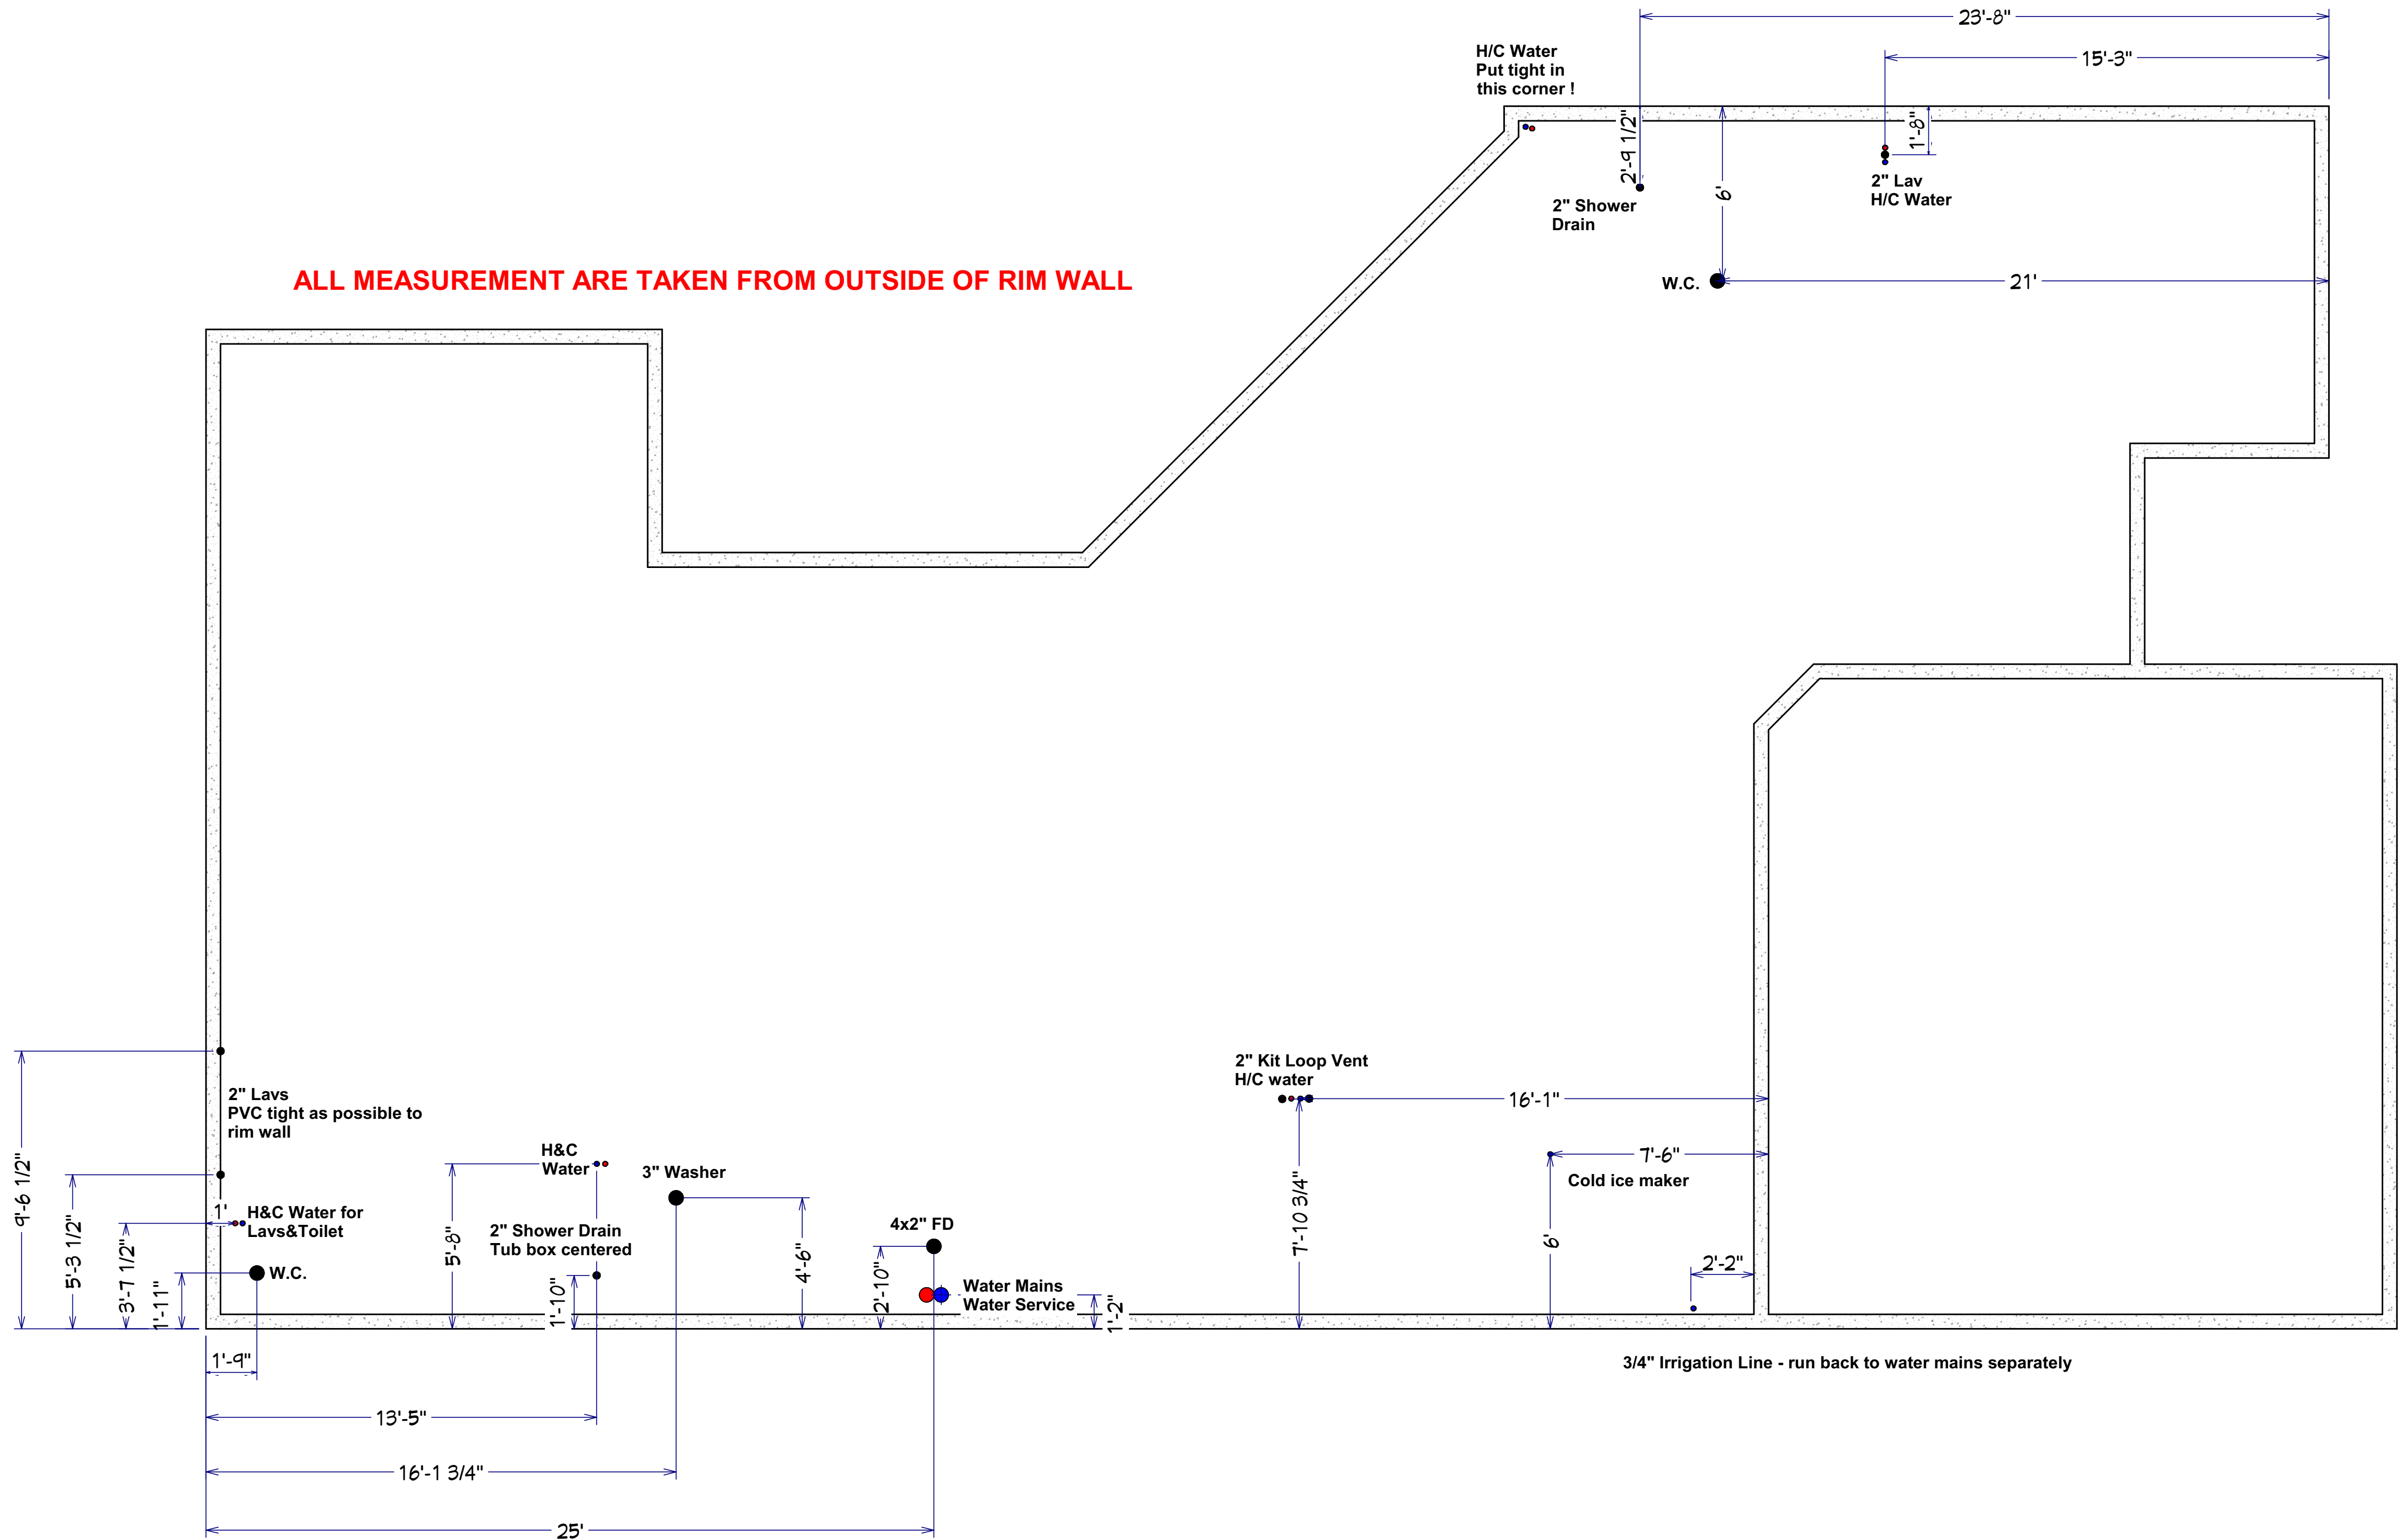 23'-8"
15'-3"
H/C Water
Put tight in
this corner !
2'-9 1/2"
6'
1'-8"
2" Lav
H/C Water
2" Shower
Drain
W.C.
21'
ALL MEASUREMENT ARE TAKEN FROM OUTSIDE OF RIM WALL
2" Lavs
PVC tight as possible to
rim wall
9'-6 1/2"
5'-3 1/2"
3'-7 1/2"
1'-11"
1'
H&C Water for
Lavs&Toilet
W.C.
5'-8"
H&C
Water
2" Shower Drain
Tub box centered
1'-10"
3" Washer
4'-6"
4x2" FD
2'-10"
Water Mains
Water Service
1'-2"
2" Kit Loop Vent
H/C water
16'-1"
7'-10 3/4"
7'-6"
Cold ice maker
6'
2'-2"
3/4" Irrigation Line - run back to water mains separately
1'-9"
13'-5"
16'-1 3/4"
25'